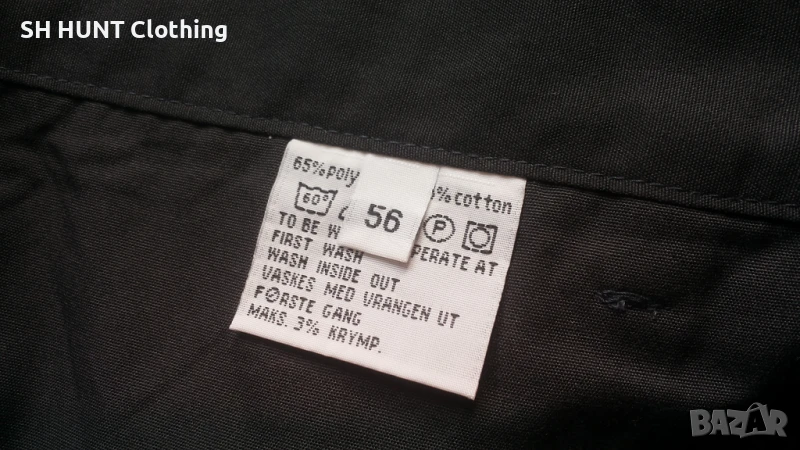 SH HUNT Clothing
65%poly % cotton
60° 56 P
TO BE W PERATE AT
FIRST WASH
WASH INSIDE OUT
VASKES MED VRANGEN UT
FØRSTE GANG
MAKS. 3% KRYMP.
BAZAR